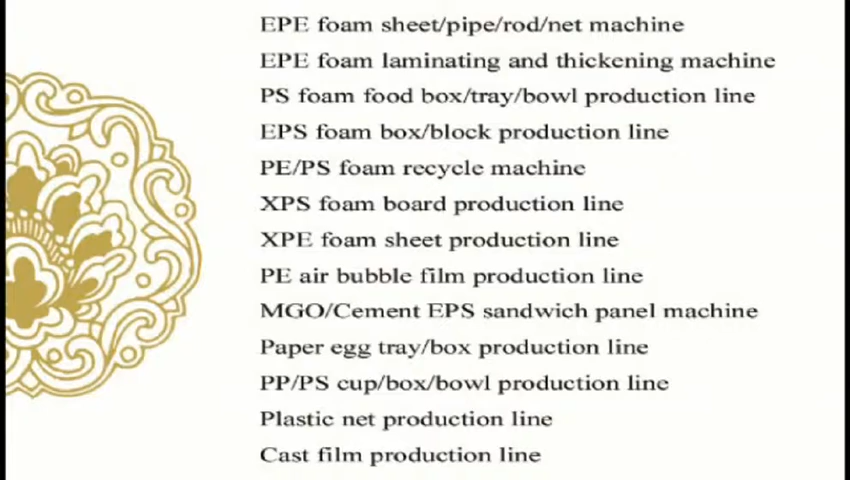 EPE foam sheet/pipe/rod/net machine
EPE foam laminating and thickening machine
PS foam food box/tray/bowl production line
EPS foam box/block production line
PE/PS foam recycle machine
XPS foam board production line
XPE foam sheet production line
PE air bubble film production line
MGO/Cement EPS sandwich panel machine
Paper egg tray/box production line
PP/PS cup/box/bowl production line
Plastic net production line
Cast film production line